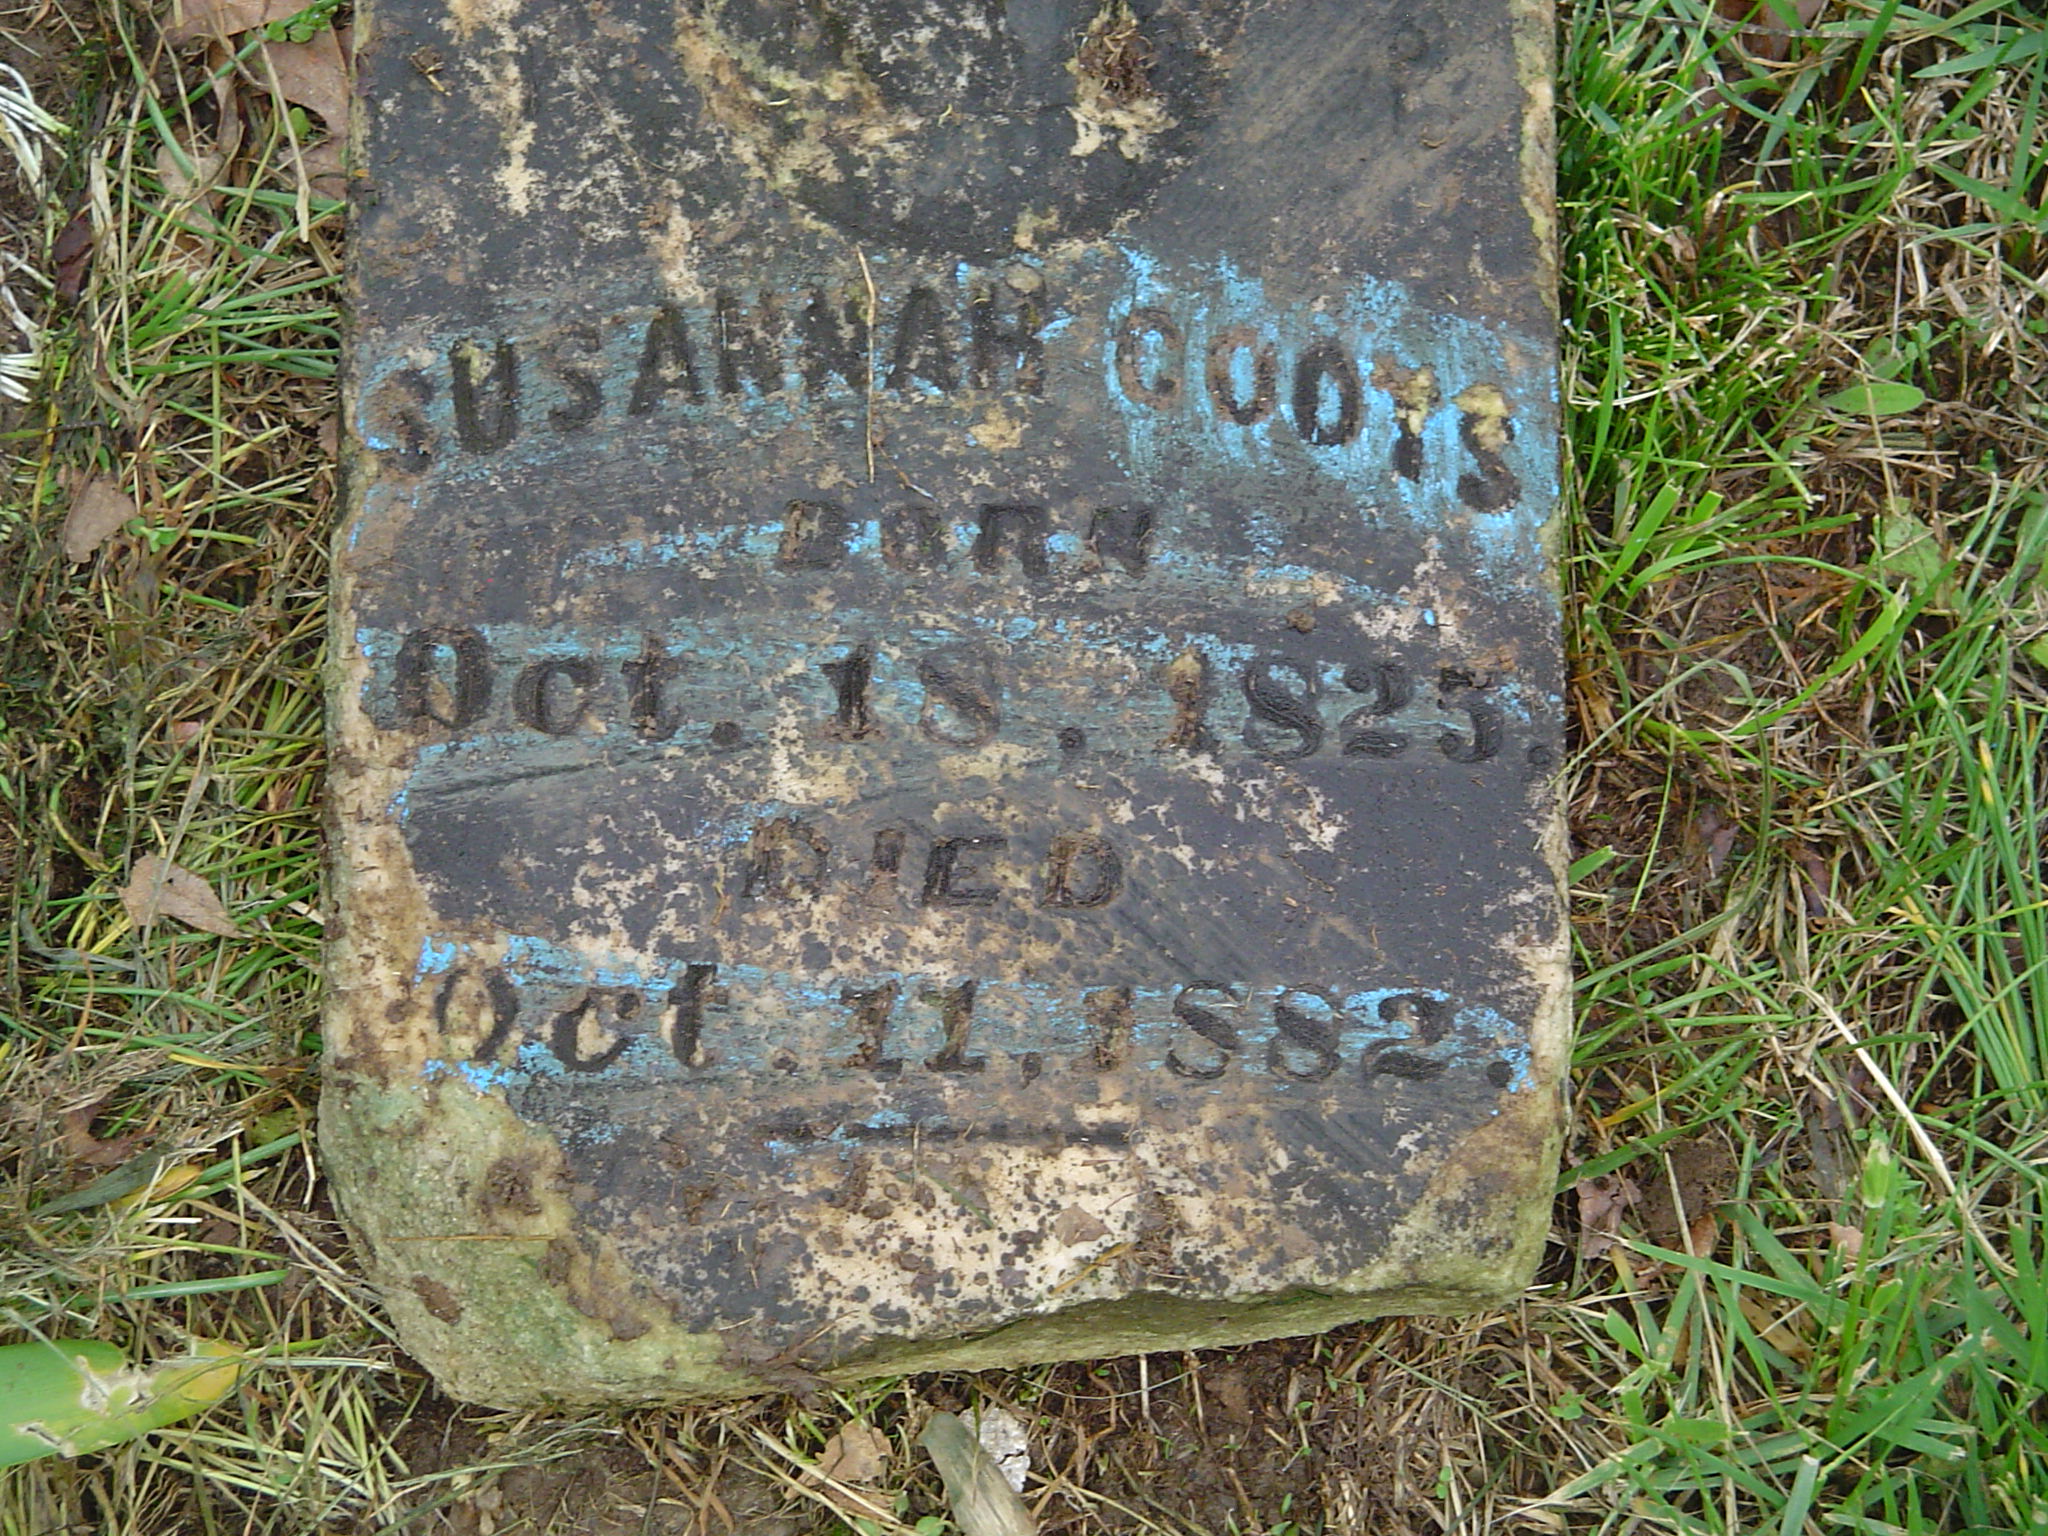 SUSANNAH COOTS
BORN
Oct. 18, 1825,
DIED
Oct. 11, 1882.